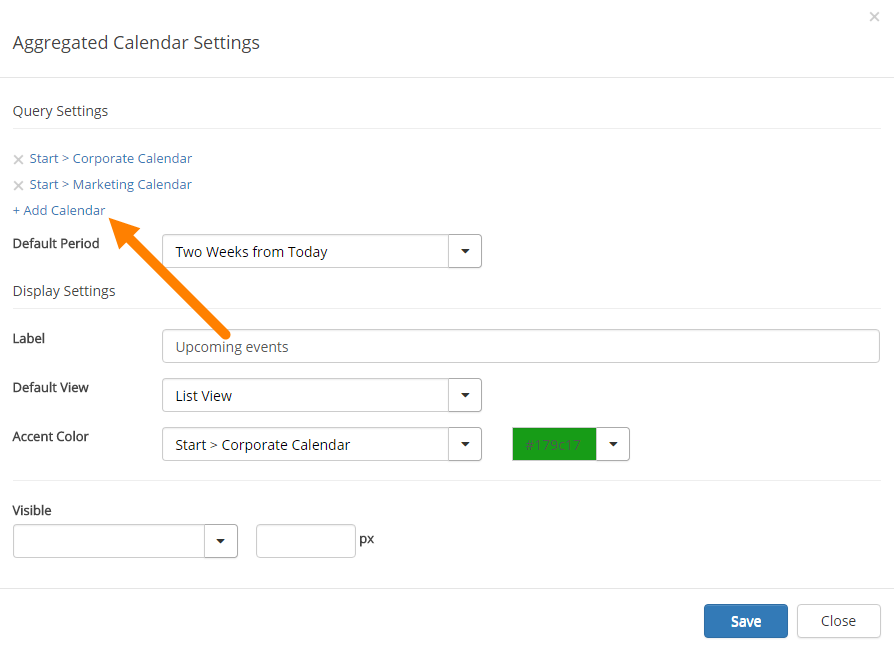 ×
Aggregated Calendar Settings
Query Settings
× Start > Corporate Calendar
× Start > Marketing Calendar
+ Add Calendar
Default Period
Two Weeks from Today
Display Settings
Label
Upcoming events
Default View
List View
Accent Color
Start > Corporate Calendar
#179c17
Visible
px
Save
Close